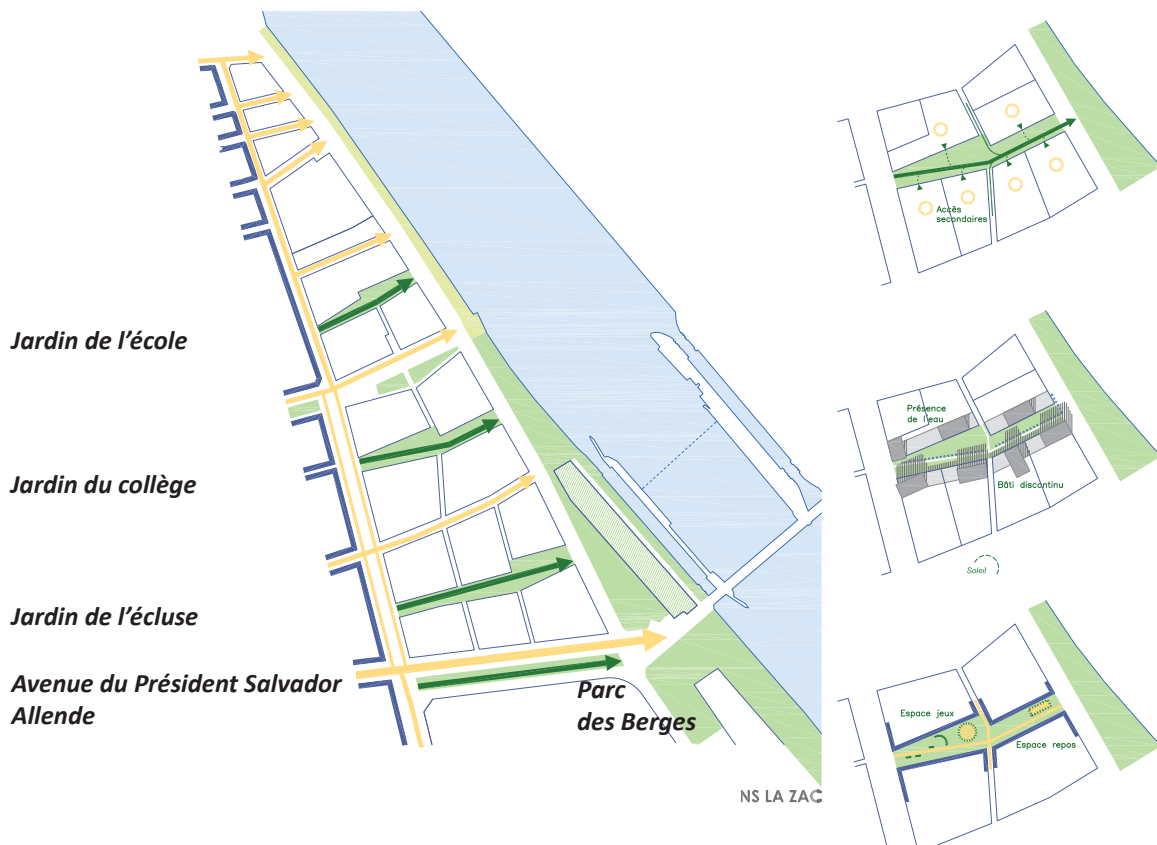 Jardin de l’école
Jardin du collège
Jardin de l’écluse
Avenue du Président Salvador
Allende
Parc
des Berges
NS LA ZAC
Accès
secondaires
Présence
de l'eau
Bâti discontinu
Soleil
Espace jeux
Espace repos